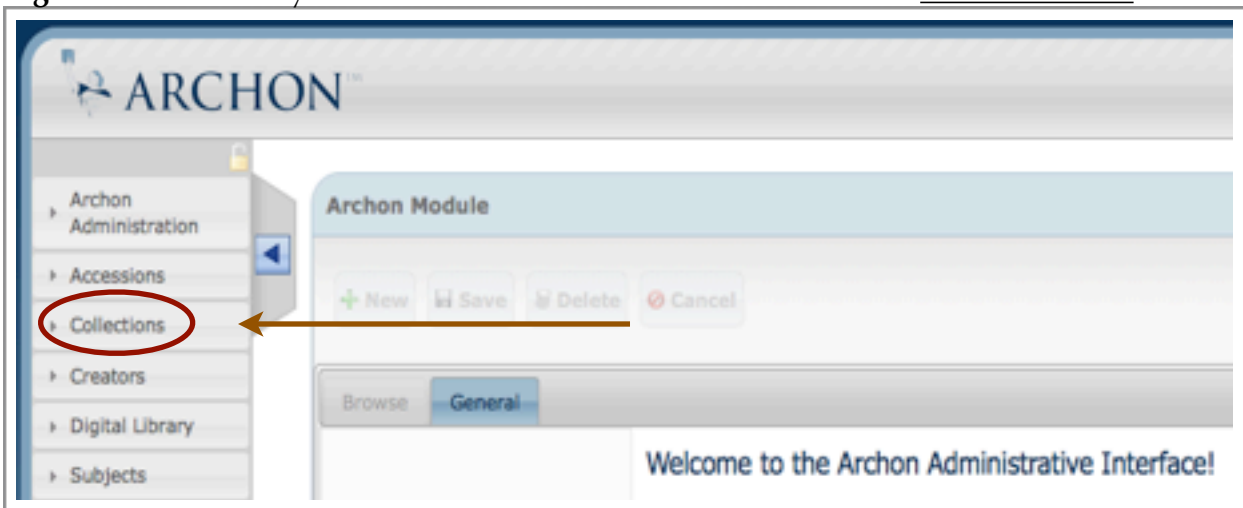 ARCHON™
Archon
Administration
Accessions
Collections
Creators
Digital Library
Subjects
Archon Module
New Save Delete Cancel
Browse General
Welcome to the Archon Administrative Interface!